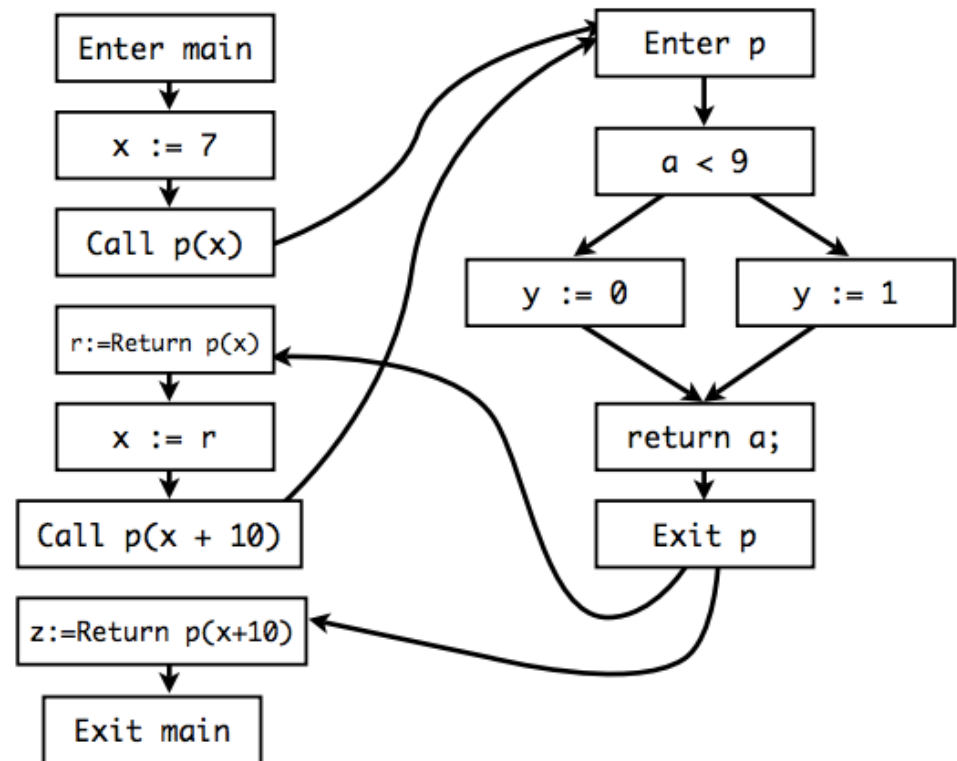 Enter main
x := 7
Call p(x)
r:=Return p(x)
x := r
Call p(x + 10)
z:=Return p(x+10)
Exit main
Enter p
a < 9
y := 0
y := 1
return a;
Exit p